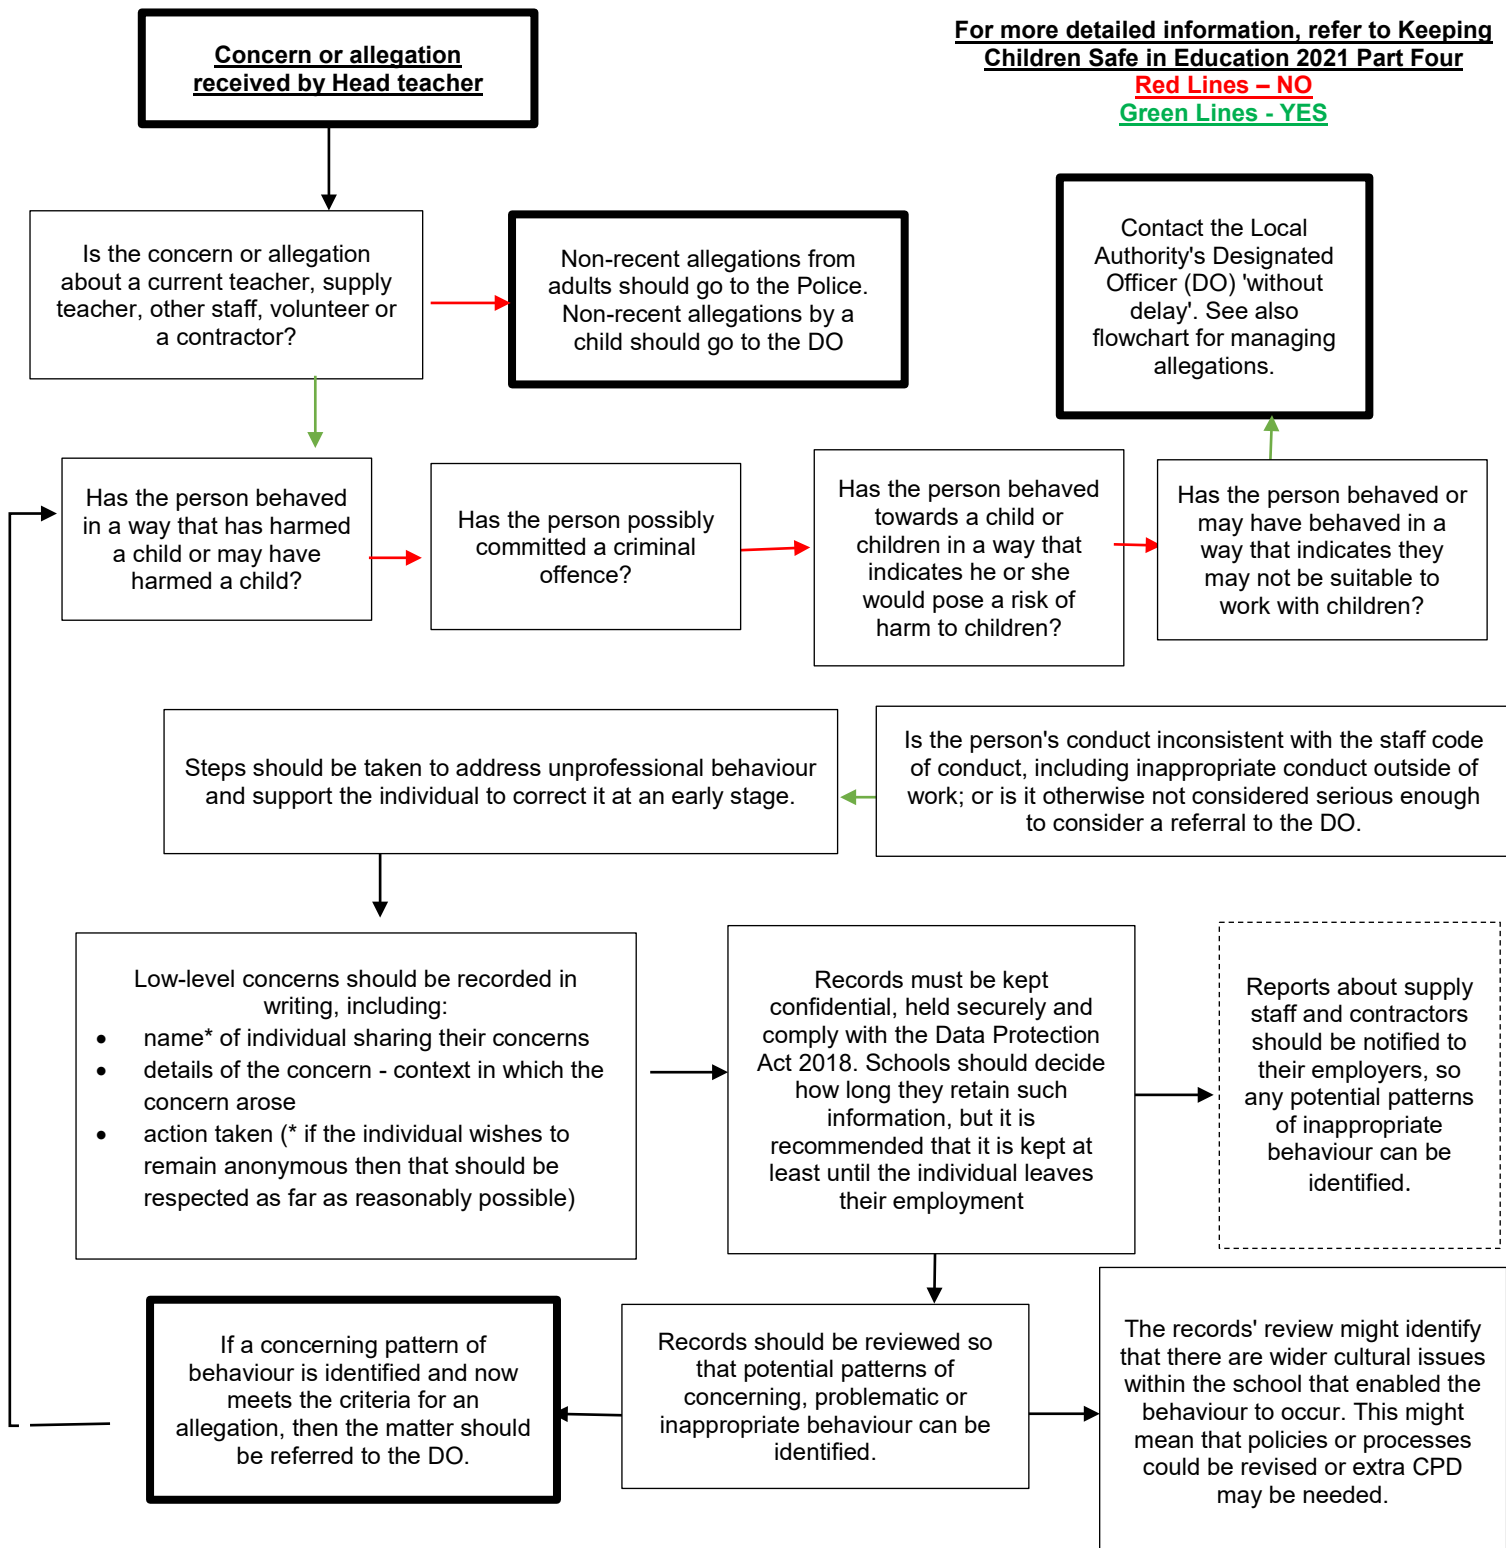 Concern or allegation
received by Head teacher
For more detailed information, refer to Keeping
Children Safe in Education 2021 Part Four
Red Lines – NO
Green Lines - YES
Is the concern or allegation
about a current teacher, supply
teacher, other staff, volunteer or
a contractor?
Non-recent allegations from
adults should go to the Police.
Non-recent allegations by a
child should go to the DO
Contact the Local
Authority's Designated
Officer (DO) 'without
delay'. See also
flowchart for managing
allegations.
Has the person behaved
in a way that has harmed
a child or may have
harmed a child?
Has the person possibly
committed a criminal
offence?
Has the person behaved
towards a child or
children in a way that
indicates he or she
would pose a risk of
harm to children?
Has the person behaved or
may have behaved in a
way that indicates they
may not be suitable to
work with children?
Steps should be taken to address unprofessional behaviour
and support the individual to correct it at an early stage.
Is the person's conduct inconsistent with the staff code
of conduct, including inappropriate conduct outside of
work; or is it otherwise not considered serious enough
to consider a referral to the DO.
Low-level concerns should be recorded in
writing, including:
• name* of individual sharing their concerns
• details of the concern - context in which the
concern arose
• action taken (* if the individual wishes to
remain anonymous then that should be
respected as far as reasonably possible)
Records must be kept
confidential, held securely and
comply with the Data Protection
Act 2018. Schools should decide
how long they retain such
information, but it is
recommended that it is kept at
least until the individual leaves
their employment
Reports about supply
staff and contractors
should be notified to
their employers, so
any potential patterns
of inappropriate
behaviour can be
identified.
If a concerning pattern of
behaviour is identified and now
meets the criteria for an
allegation, then the matter should
be referred to the DO.
Records should be reviewed so
that potential patterns of
concerning, problematic or
inappropriate behaviour can be
identified.
The records' review might identify
that there are wider cultural issues
within the school that enabled the
behaviour to occur. This might
mean that policies or processes
could be revised or extra CPD
may be needed.